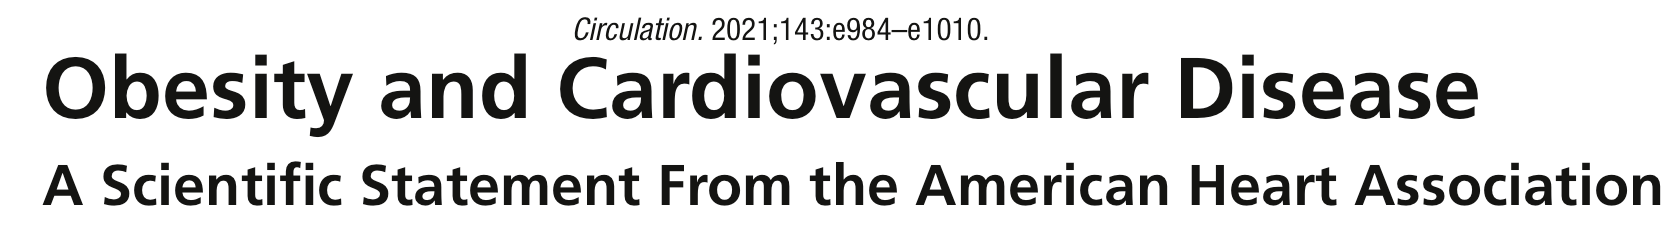 Circulation. 2021;143:e984–e1010.
Obesity and Cardiovascular Disease
A Scientific Statement From the American Heart Association